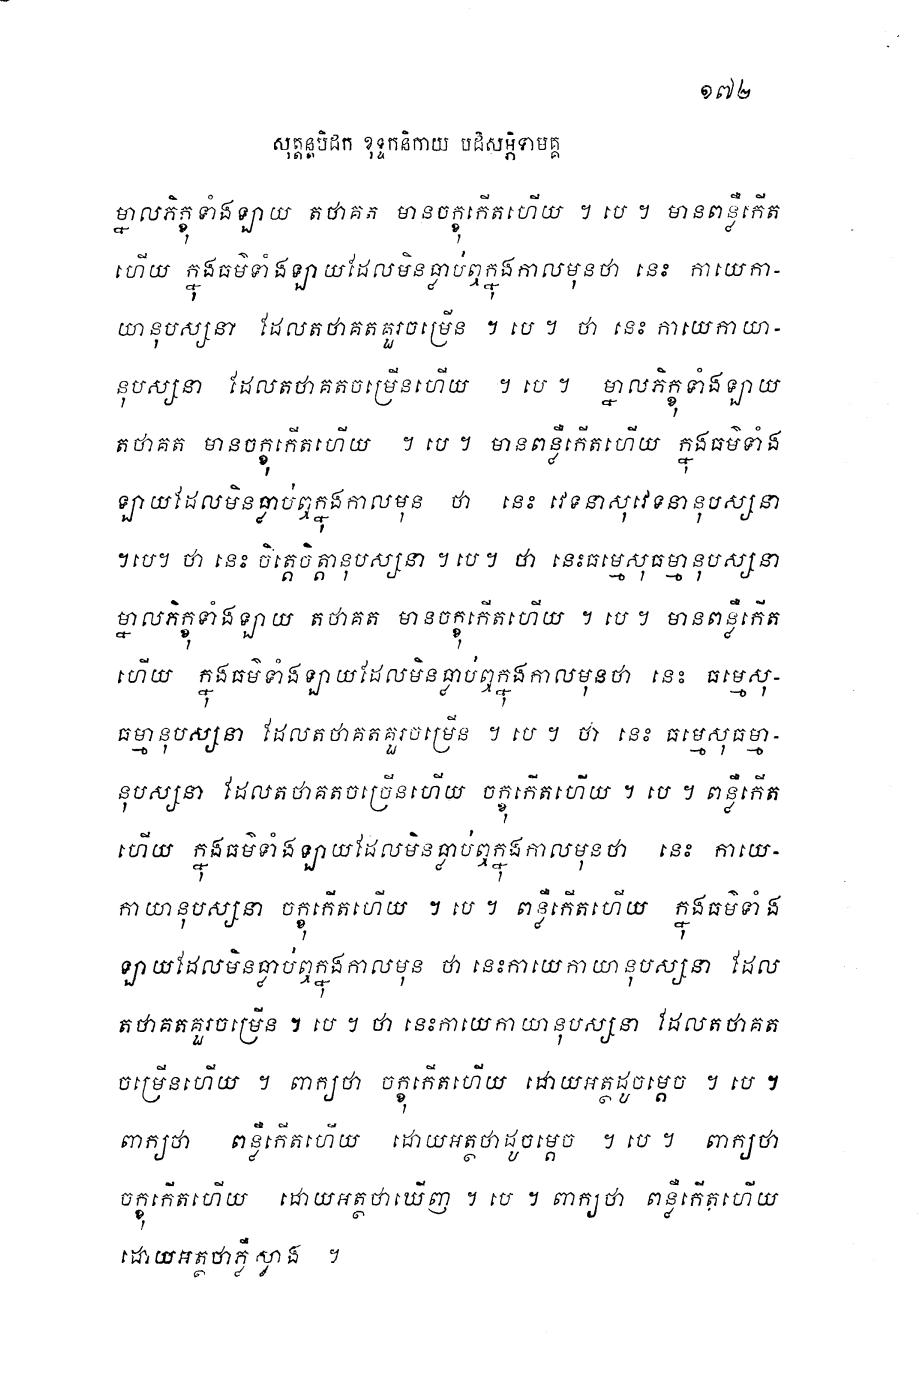 ១៧២
សុត្តន្តបិដក ខុទ្ទកនិកាយ បដិសម្ភិទាមគ្គ
ម្នាលភិក្ខុទាំងឡាយ តថាគត មានចក្ខុកើតហើយ ។ បេ ។ មានពន្លឺកើត
ហើយ ក្នុងធម៌ទាំងឡាយដែលមិនធ្លាប់ឮក្នុងកាលមុនថា នេះ កាយេកា-
យានុបស្សនា ដែលតថាគតគួរចម្រើន ។ បេ ។ ថា នេះ កាយេកាយា-
នុបស្សនា ដែលតថាគតចម្រើនហើយ ។ បេ ។ ម្នាលភិក្ខុទាំងឡាយ
តថាគត មានចក្ខុកើតហើយ ។ បេ ។ មានពន្លឺកើតហើយ ក្នុងធម៌ទាំង
ឡាយដែលមិនធ្លាប់ឮក្នុងកាលមុន ថា នេះ វេទនាសុវេទនានុបស្សនា
។បេ។ ថា នេះ ចិត្តេចិត្តានុបស្សនា ។ បេ ។ ថា នេះធម្មេសុធម្មានុបស្សនា
ម្នាលភិក្ខុទាំងឡាយ តថាគត មានចក្ខុកើតហើយ ។ បេ ។ មានពន្លឺកើត
ហើយ ក្នុងធម៌ទាំងឡាយដែលមិនធ្លាប់ឮក្នុងកាលមុនថា នេះ ធម្មេសុ-
ធម្មានុបស្សនា ដែលតថាគតគួរចម្រើន ។ បេ ។ ថា នេះ ធម្មេសុធម្មា-
នុបស្សនា ដែលតថាគតចច្រើនហើយ ចក្ខុកើតហើយ ។ បេ ។ ពន្លឺកើត
ហើយ ក្នុងធម៌ទាំងឡាយដែលមិនធ្លាប់ឮក្នុងកាលមុនថា នេះ កាយេ-
កាយានុបស្សនា ចក្ខុកើតហើយ ។ បេ ។ ពន្លឺកើតហើយ ក្នុងធម៌ទាំង
ឡាយដែលមិនធ្លាប់ឮក្នុងកាលមុន ថា នេះកាយេកាយានុបស្សនា ដែល
តថាគតគួរចម្រើន ។ បេ ។ ថា នេះកាយេកាយានុបស្សនា ដែលតថាគត
ចម្រើនហើយ ។ ពាក្យថា ចក្ខុកើតហើយ ដោយអត្ថដូចម្តេច ។ បេ ។
ពាក្យថា ពន្លឺកើតហើយ ដោយអត្ថថាដូចម្តេច ។ បេ ។ ពាក្យថា
ចក្ខុកើតហើយ ដោយអត្ថថាឃើញ ។ បេ ។ ពាក្យថា ពន្លឺកើតហើយ
ដោយអត្ថថាភ្លឺស្វាង ។